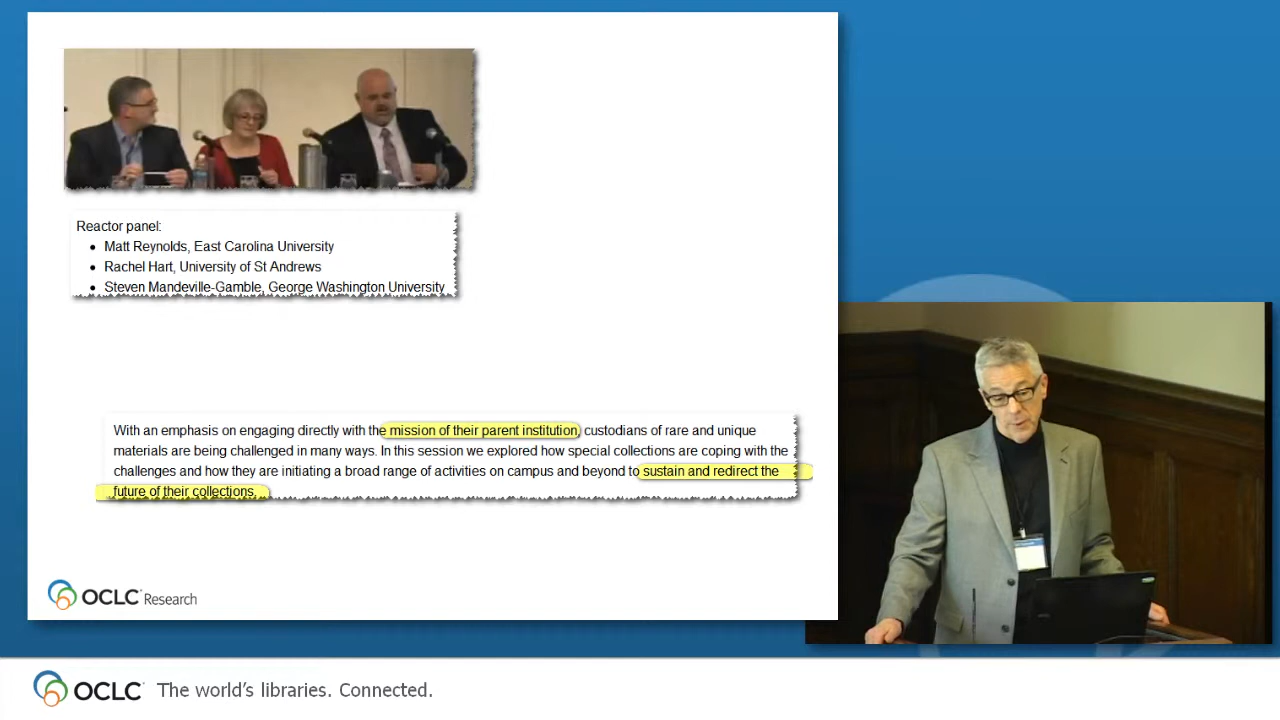 Reactor panel:
• Matt Reynolds, East Carolina University
• Rachel Hart, University of St Andrews
• Steven Mandeville-Gamble, George Washington University
With an emphasis on engaging directly with the mission of their parent institution, custodians of rare and unique
materials are being challenged in many ways. In this session we explored how special collections are coping with the
challenges and how they are initiating a broad range of activities on campus and beyond to sustain and redirect the
future of their collections.
OCLC Research
OCLC The world's libraries. Connected.